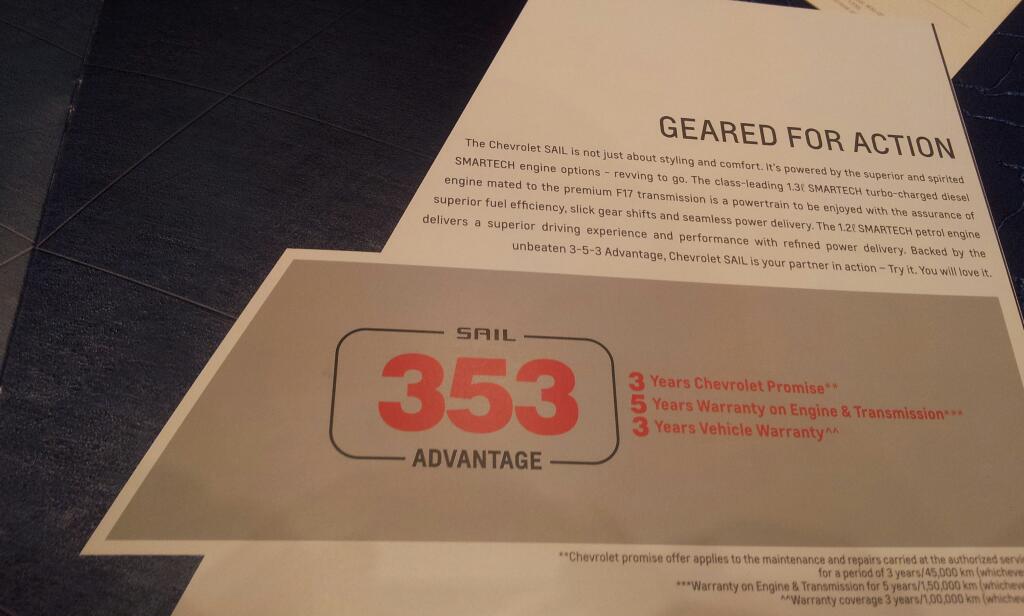 GEARED FOR ACTION
The Chevrolet SAIL is not just about styling and comfort. It's powered by the superior and spirited
SMARTECH engine options – revving to go. The class-leading 1.3ℓ SMARTECH turbo-charged diesel
engine mated to the premium F17 transmission is a powertrain to be enjoyed with the assurance of
superior fuel efficiency, slick gear shifts and seamless power delivery. The 1.2ℓ SMARTECH petrol engine
delivers a superior driving experience and performance with refined power delivery. Backed by the
unbeaten 3-5-3 Advantage, Chevrolet SAIL is your partner in action – Try it. You will love it.
SAIL
353
ADVANTAGE
3 Years Chevrolet Promise**
5 Years Warranty on Engine & Transmission***
3 Years Vehicle Warranty^^
**Chevrolet promise offer applies to the maintenance and repairs carried at the authorized servi
for a period of 3 years/45,000 km (whicheve
***Warranty on Engine & Transmission for 5 years/1,50,000 km (whicheve
^^Warranty coverage 3 years/1,00,000 km (whichev